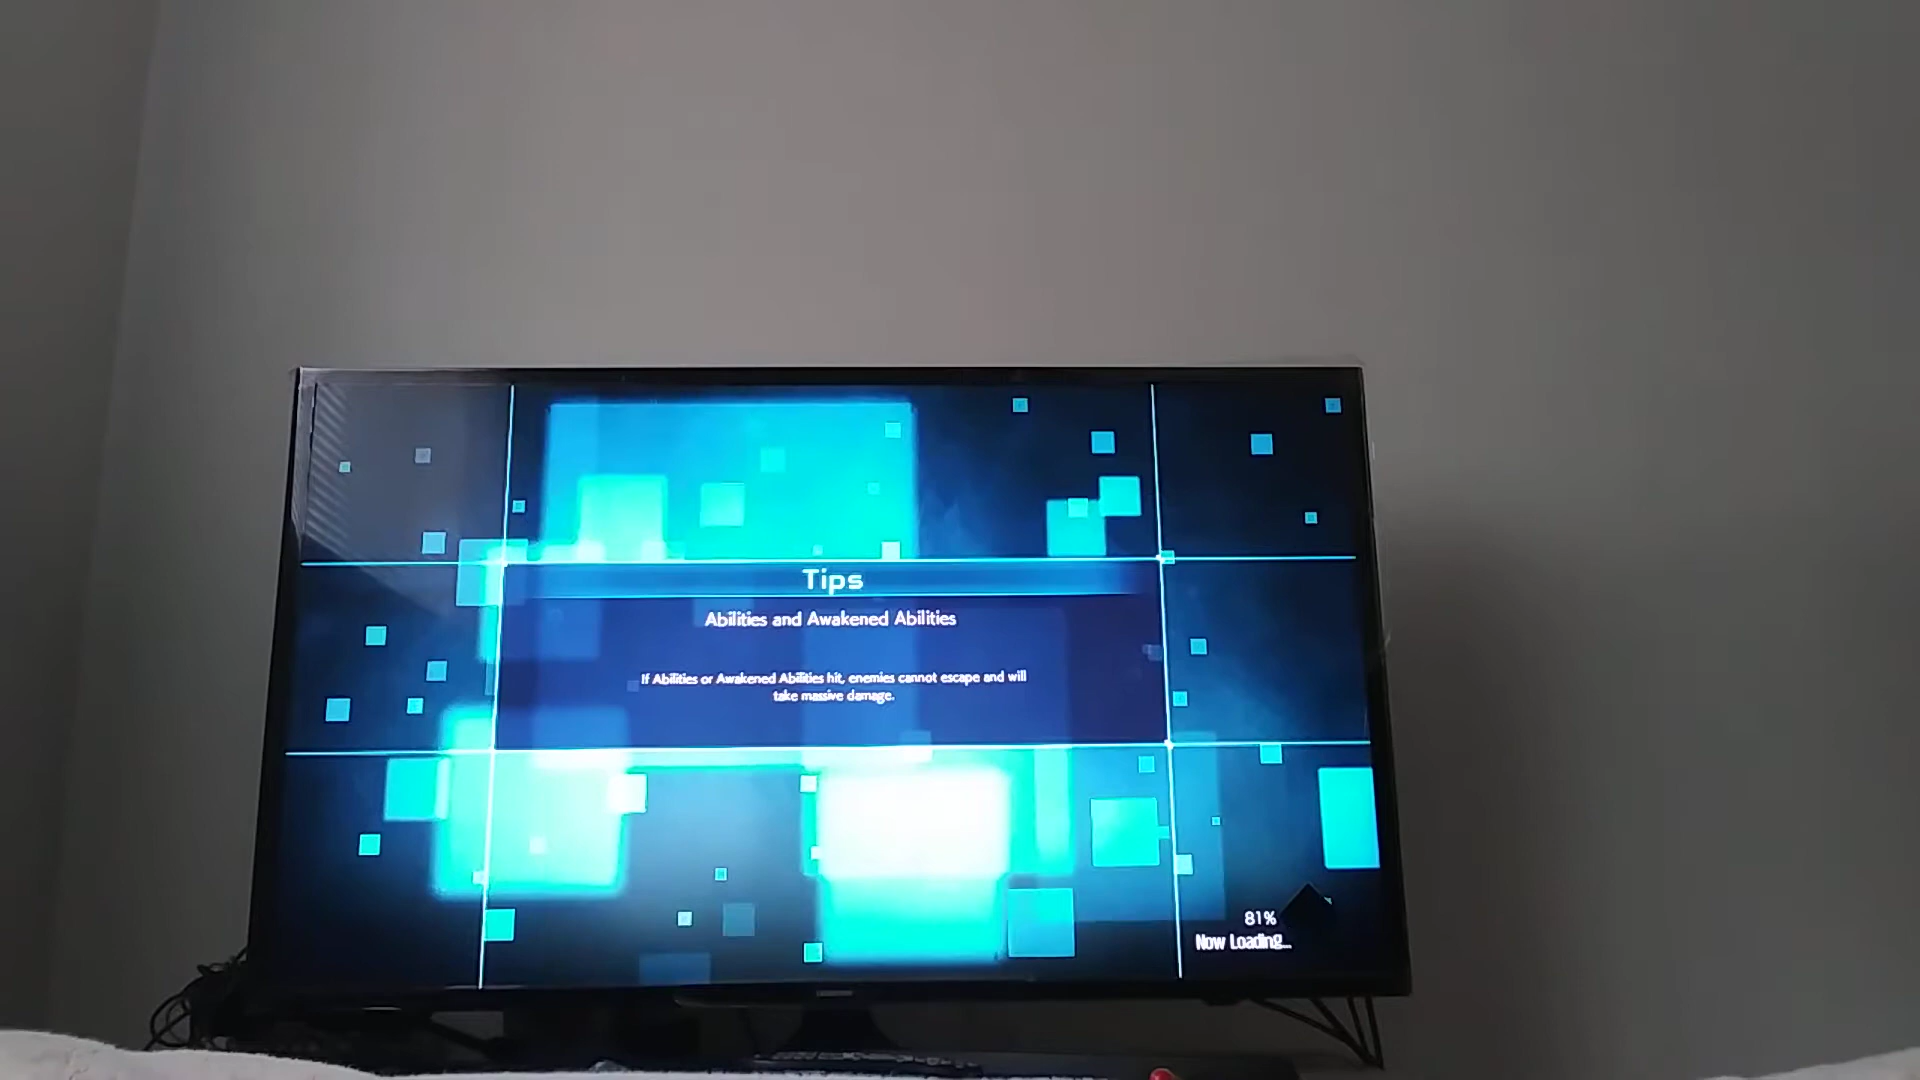 Tips
Abilities and Awakened Abilities
If Abilities or Awakened Abilities hit, enemies cannot escape and will
take massive damage.
81%
Now Loading...